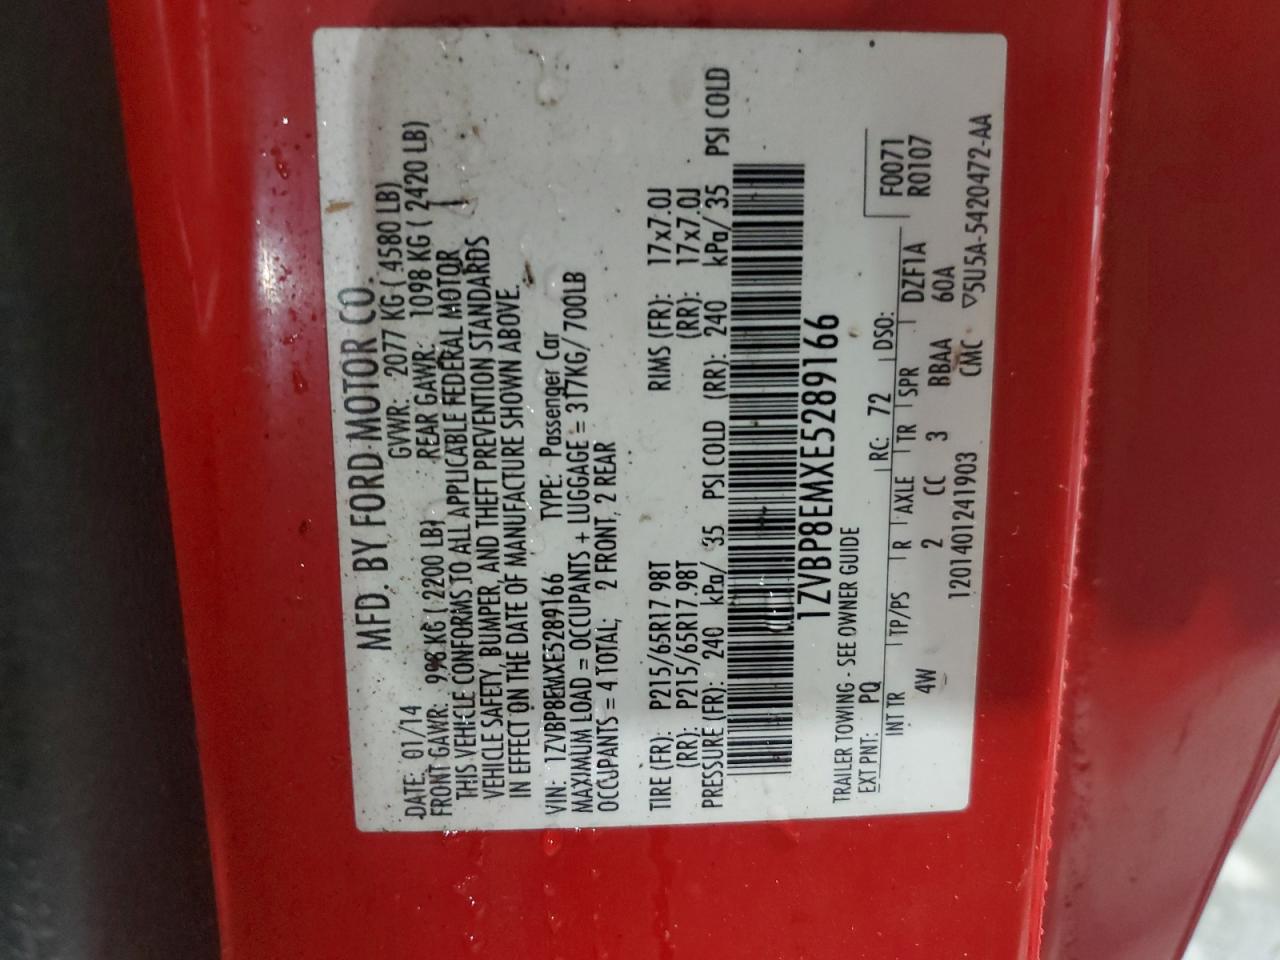 MFD. BY FORD MOTOR CO.
DATE: 01/14 GVWR: 2077 KG ( 4580 LB)
FRONT GAWR: 998 KG ( 2200 LB) REAR GAWR: 1098 KG ( 2420 LB)
THIS VEHICLE CONFORMS TO ALL APPLICABLE FEDERAL MOTOR
VEHICLE SAFETY, BUMPER, AND THEFT PREVENTION STANDARDS
IN EFFECT ON THE DATE OF MANUFACTURE SHOWN ABOVE.
VIN: 1ZVBP8EMXE5289166 TYPE: Passenger Car
MAXIMUM LOAD = OCCUPANTS + LUGGAGE = 317KG/ 700LB
OCCUPANTS = 4 TOTAL; 2 FRONT, 2 REAR
TIRE (FR): P215/65R17.98T RIMS (FR): 17x7.0J
(RR): P215/65R17.98T (RR): 17x7.0J
PRESSURE (FR): 240 kPa/ 35 PSI COLD (RR): 240 kPa/ 35 PSI COLD
1ZVBP8EMXE5289166
TRAILER TOWING - SEE OWNER GUIDE
EXT PNT: PQ RC: 72 DSO: F0071
INT TR TP/PS R AXLE TR SPR DZF1A R0107
4W 2 CC 3 BBAA 60A
1201401241903 CMC ▽5U5A-5420472-AA